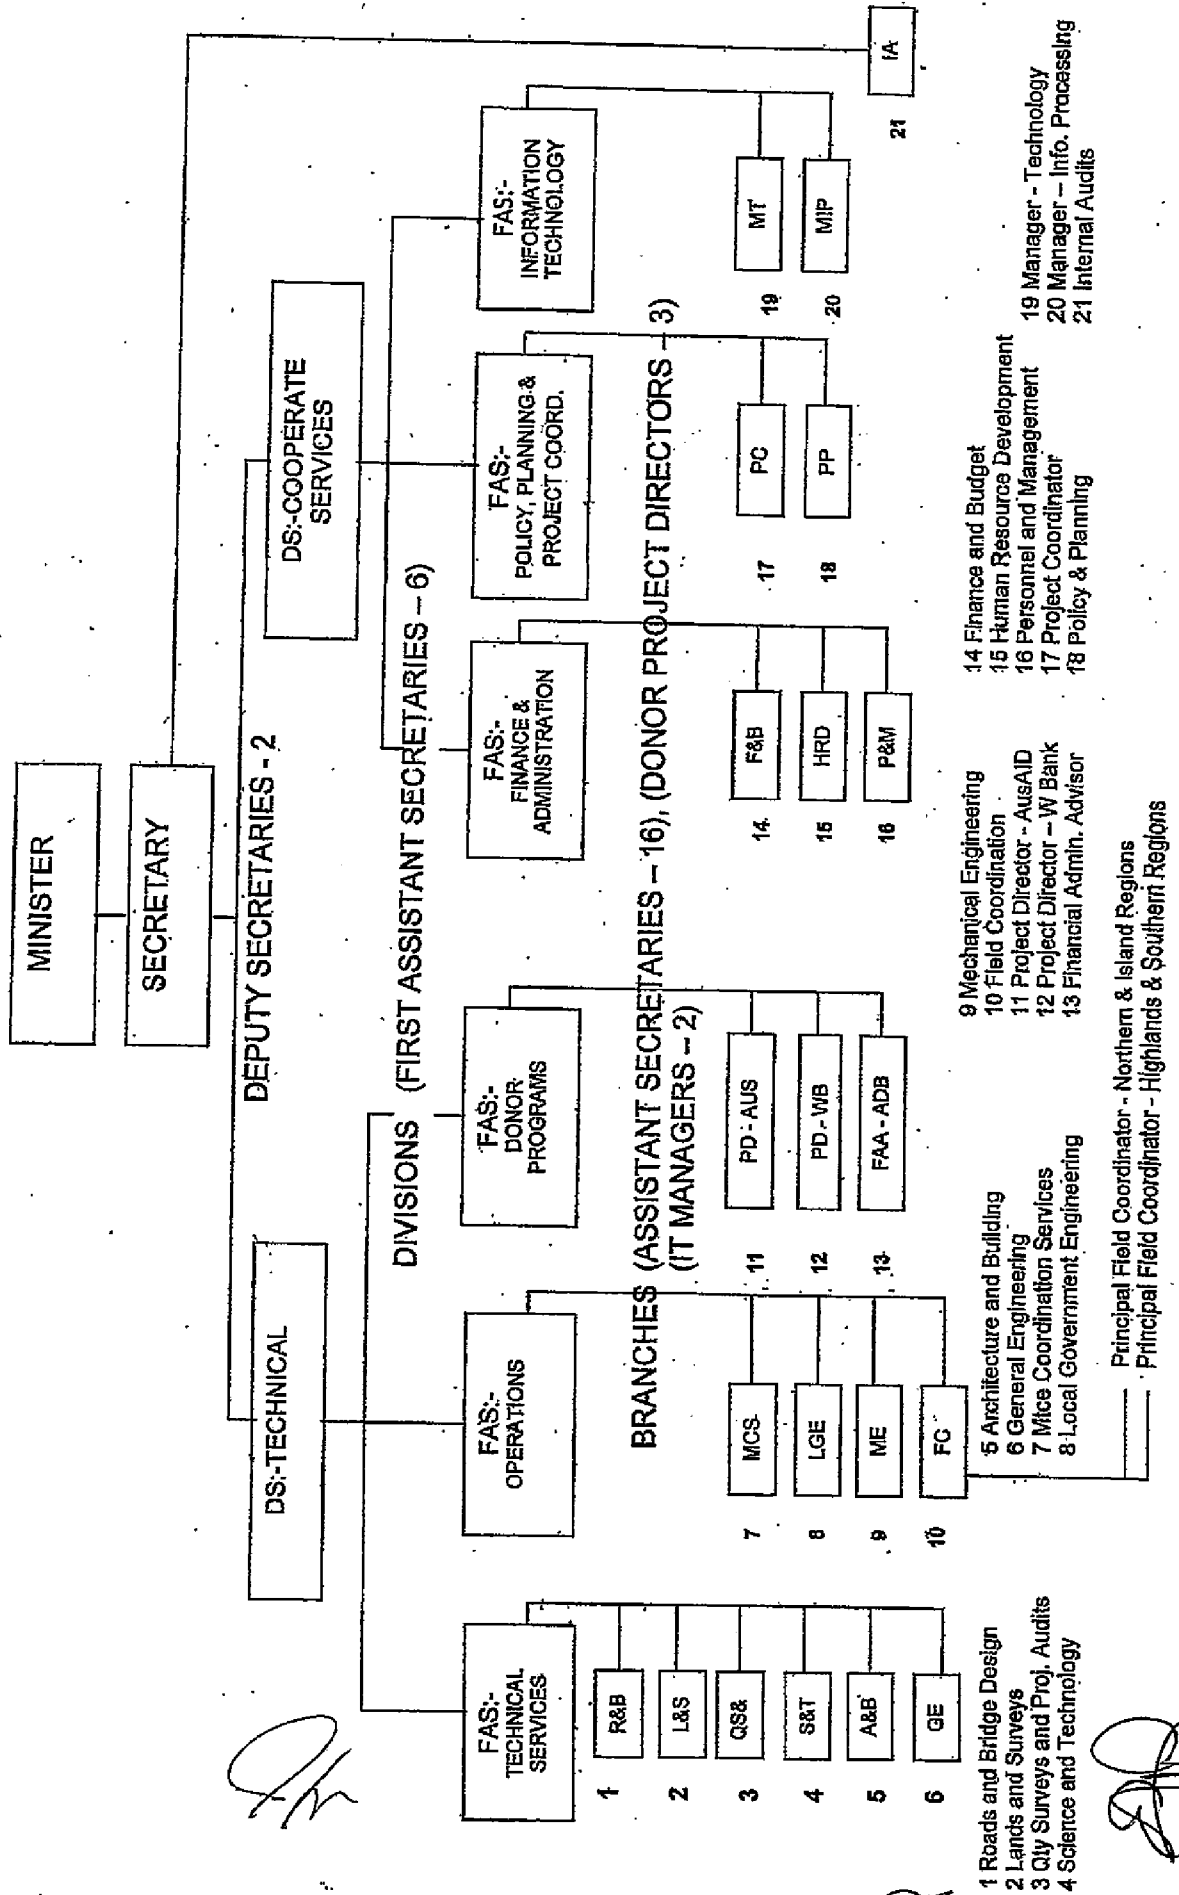 MINISTER
SECRETARY
DEPUTY SECRETARIES - 2
DS:-TECHNICAL
DS:-COOPERATE
SERVICES
DIVISIONS (FIRST ASSISTANT SECRETARIES – 6)
FAS:-
TECHNICAL
SERVICES
FAS:-
OPERATIONS
FAS:-
DONOR
PROGRAMS
FAS:-
FINANCE &
ADMINISTRATION
FAS:-
POLICY, PLANNING &
PROJECT COORD.
FAS:-
INFORMATION
TECHNOLOGY
BRANCHES (ASSISTANT SECRETARIES – 16), (DONOR PROJECT DIRECTORS – 3)
(IT MANAGERS – 2)
1 R&B
2 L&S
3 QS&
4 S&T
5 A&B
6 GE
7 MCS
8 LGE
9 ME
10 FC
11 PD - AUS
12 PD - WB
13 FAA - ADB
14 F&B
15 HRD
16 P&M
17 PC
18 PP
19 MT
20 MIP
21 IA
1 Roads and Bridge Design
2 Lands and Surveys
3 Qty Surveys and Proj. Audits
4 Science and Technology
5 Architecture and Building
6 General Engineering
7 Mtce Coordination Services
8 Local Government Engineering
9 Mechanical Engineering
10 Field Coordination
11 Project Director - AusAID
12 Project Director – W Bank
13 Financial Admin. Advisor
14 Finance and Budget
15 Human Resource Development
16 Personnel and Management
17 Project Coordinator
18 Policy & Planning
19 Manager - Technology
20 Manager – Info. Processing
21 Internal Audits
Principal Field Coordinator - Northern & Island Regions
Principal Field Coordinator – Highlands & Southern Regions